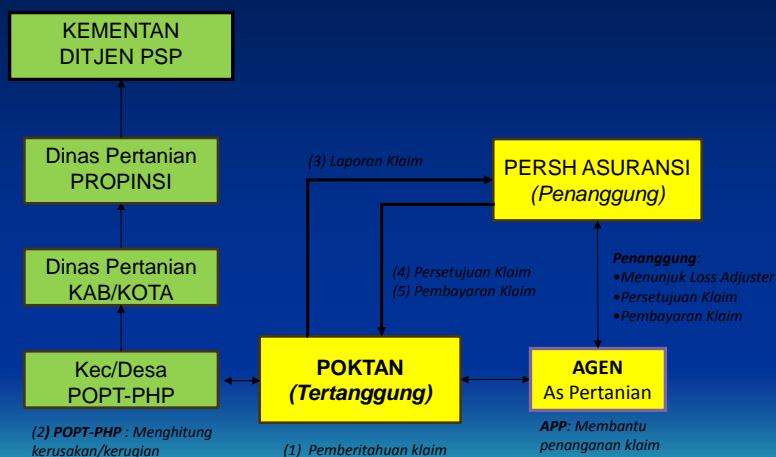 KEMENTAN
DITJEN PSP
Dinas Pertanian
PROPINSI
(3) Laporan Klaim
PERSH ASURANSI
(Penanggung)
Dinas Pertanian
KAB/KOTA
(4) Persetujuan Klaim
(5) Pembayaran Klaim
Penanggung:
•Menunjuk Loss Adjuster
•Persetujuan Klaim
•Pembayaran Klaim
Kec/Desa
POPT-PHP
POKTAN
(Tertanggung)
AGEN
As Pertanian
(2) POPT-PHP : Menghitung
kerusakan/kerugian
(1) Pemberitahuan klaim
APP: Membantu
penanganan klaim